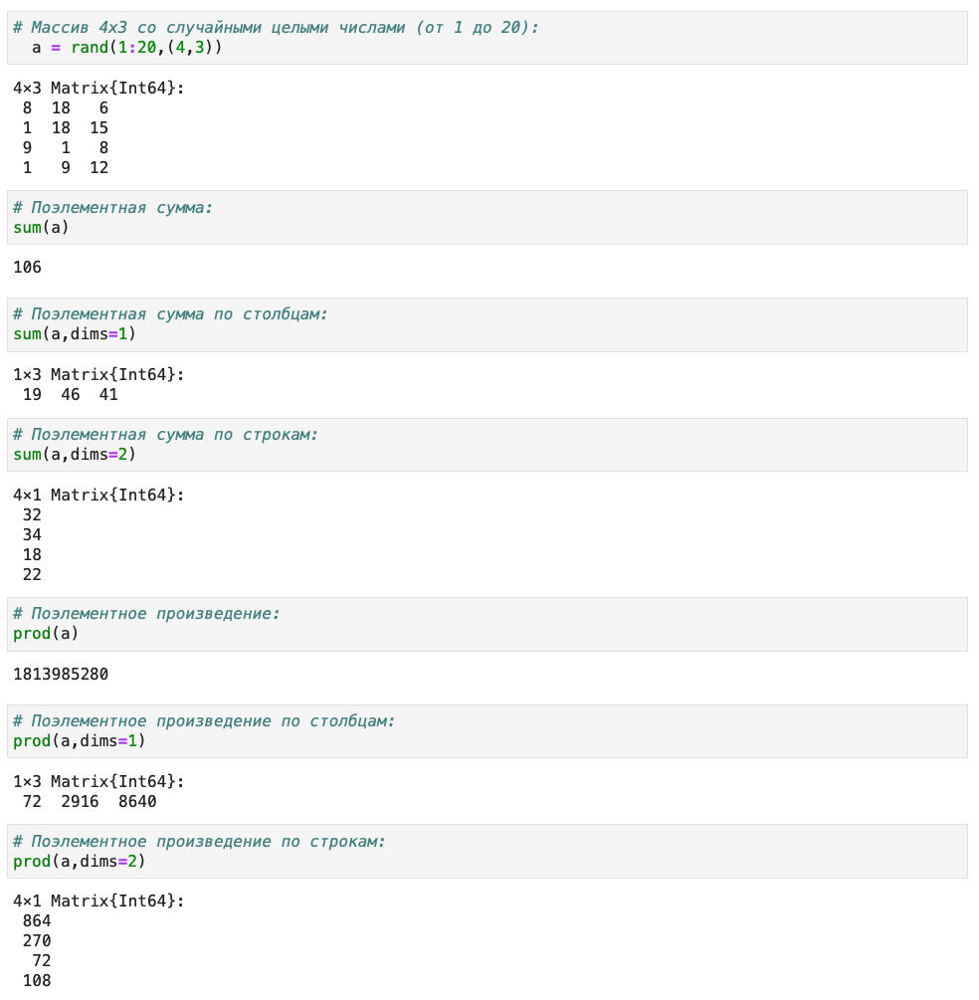 # Массив 4x3 со случайными целыми числами (от 1 до 20):
  a = rand(1:20,(4,3))
4×3 Matrix{Int64}:
 8  18   6
 1  18  15
 9   1   8
 1   9  12
# Поэлементная сумма:
sum(a)
106
# Поэлементная сумма по столбцам:
sum(a,dims=1)
1×3 Matrix{Int64}:
 19  46  41
# Поэлементная сумма по строкам:
sum(a,dims=2)
4×1 Matrix{Int64}:
 32
 34
 18
 22
# Поэлементное произведение:
prod(a)
1813985280
# Поэлементное произведение по столбцам:
prod(a,dims=1)
1×3 Matrix{Int64}:
 72  2916  8640
# Поэлементное произведение по строкам:
prod(a,dims=2)
4×1 Matrix{Int64}:
 864
 270
  72
 108